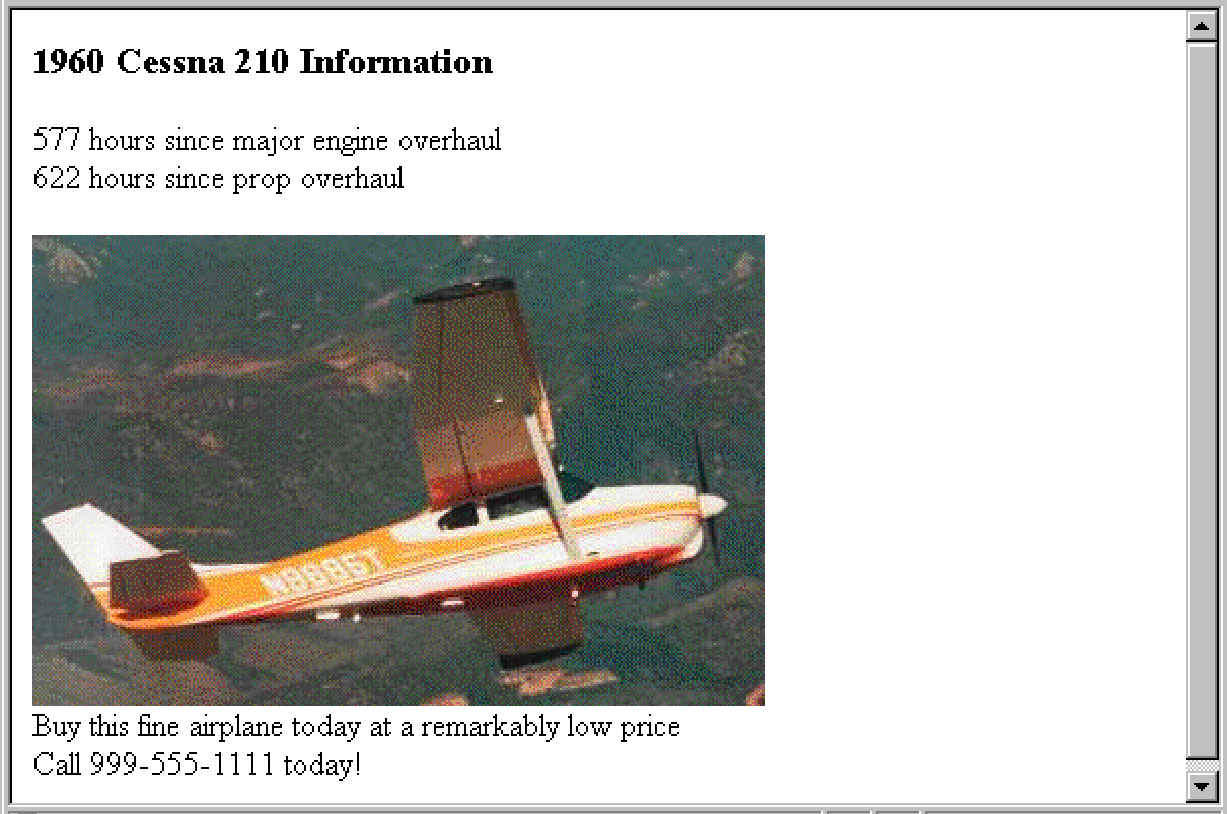 1960 Cessna 210 Information
577 hours since major engine overhaul
622 hours since prop overhaul
Buy this fine airplane today at a remarkably low price
Call 999-555-1111 today!